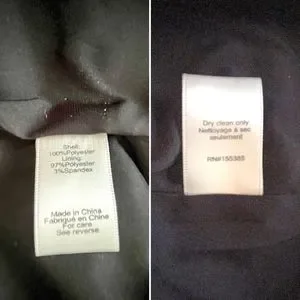 Shell:
100%Polyester
Lining:
97%Polyester
3%Spandex
Made in China
Fabriqué en Chine
For care
See reverse.
Dry clean only
Nettoyage à sec
seulement
RN#155385